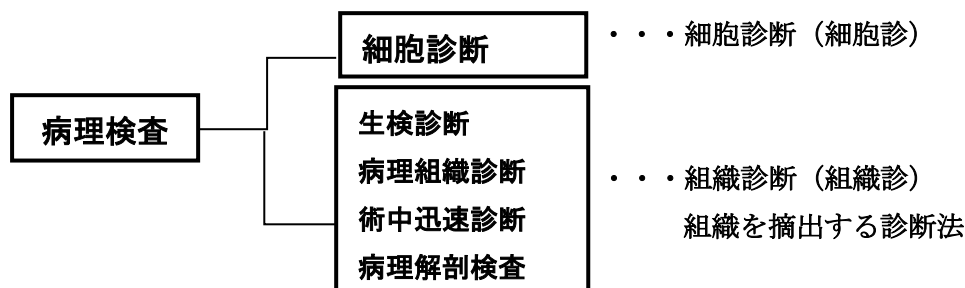 細胞診断
・・・細胞診断（細胞診）
病理検査
生検診断
病理組織診断
術中迅速診断
病理解剖検査
・・・組織診断（組織診）
組織を摘出する診断法